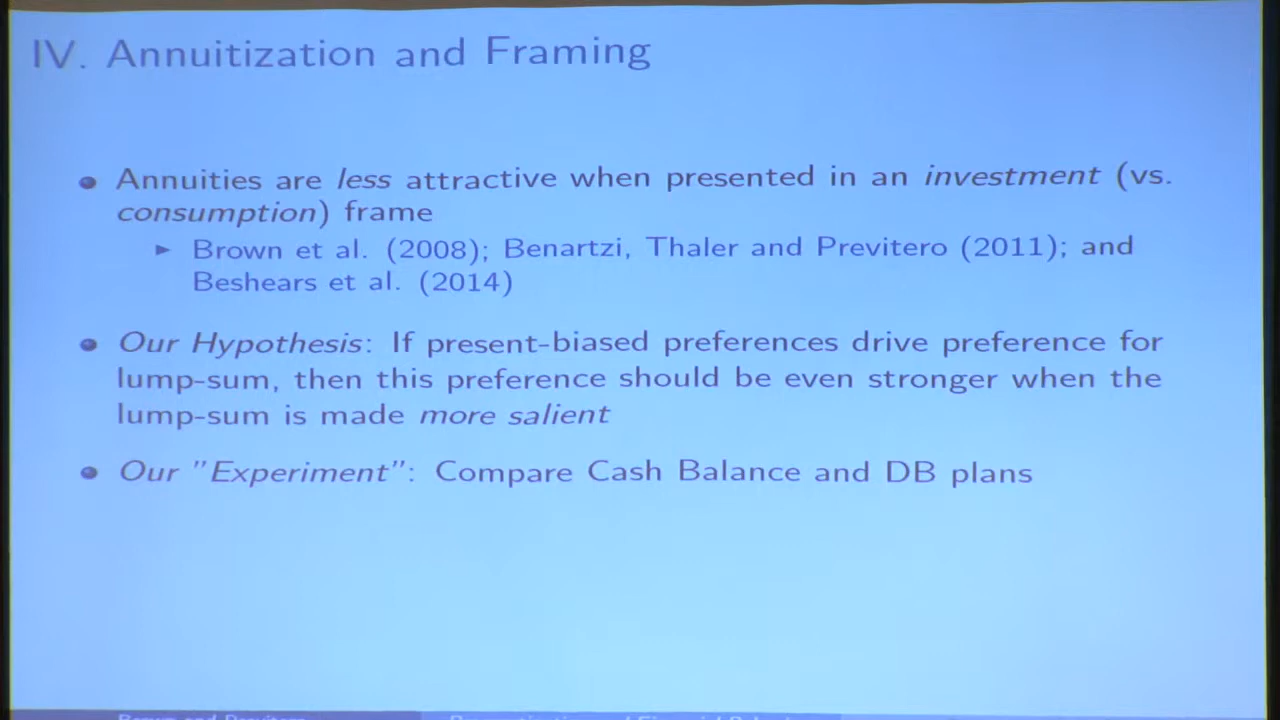 IV. Annuitization and Framing
Annuities are less attractive when presented in an investment (vs.
consumption) frame
Brown et al. (2008); Benartzi, Thaler and Previtero (2011); and
Beshears et al. (2014)
Our Hypothesis: If present-biased preferences drive preference for
lump-sum, then this preference should be even stronger when the
lump-sum is made more salient
Our "Experiment": Compare Cash Balance and DB plans